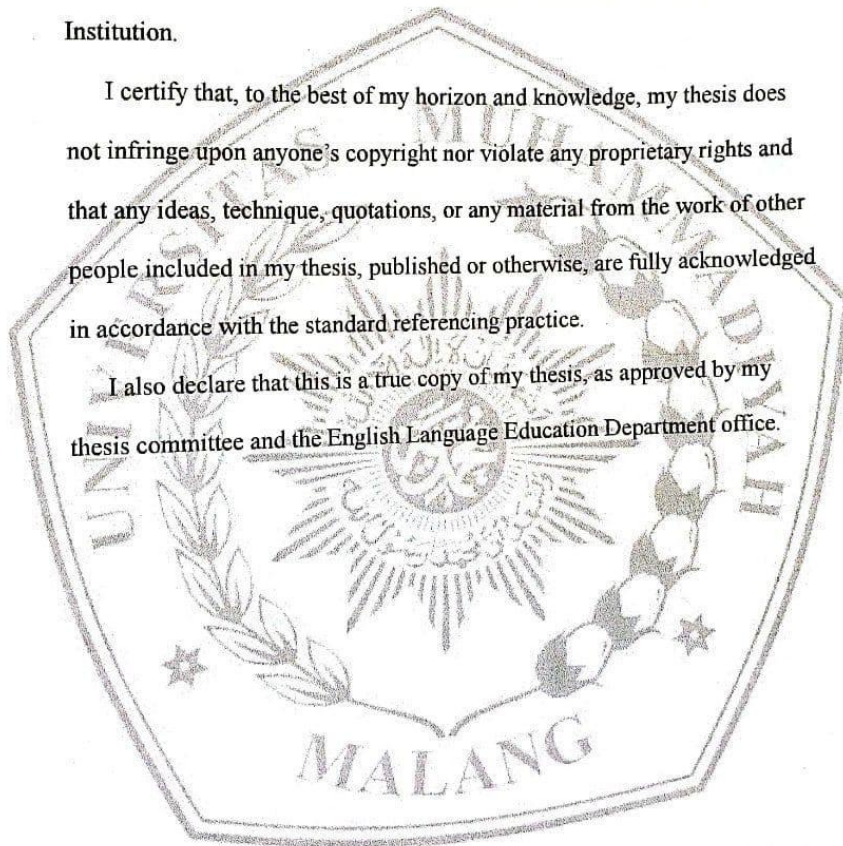 Institution.
I certify that, to the best of my horizon and knowledge, my thesis does
not infringe upon anyone's copyright nor violate any proprietary rights and
that any ideas, technique, quotations, or any material from the work of other
people included in my thesis, published or otherwise, are fully acknowledged
in accordance with the standard referencing practice.
I also declare that this is a true copy of my thesis, as approved by my
thesis committee and the English Language Education Department office.
UNIVERSITAS MUHAMMADIYAH
MALANG